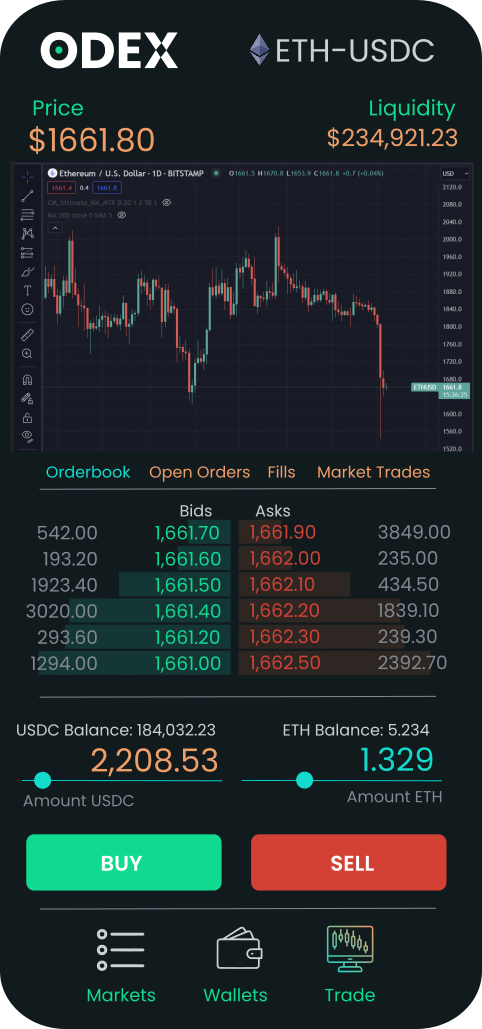 ODEX
ETH-USDC
Price
Liquidity
$1661.80
$234,921.23
Ethereum / U.S. Dollar · 1D · BITSTAMP
O1661.5 H1670.8 L1653.9 C1661.8 +0.7 (+0.04%)
USD
1661.4 0.4 1661.8
CM_Ultimate_MA_MTF D 20 1 2 50 1
MA 200 close 0 SMA 5
2120.0
2080.0
2040.0
2000.0
1960.0
1920.0
1880.0
1840.0
1800.0
1760.0
1720.0
1680.0
ETHUSD 1661.8
15:26:25
1600.0
1560.0
1520.0
Orderbook Open Orders Fills Market Trades
Bids Asks
542.00 1,661.70 1,661.90 3849.00
193.20 1,661.60 1,662.00 235.00
1923.40 1,661.50 1,662.10 434.50
3020.00 1,661.40 1,662.20 1839.10
293.60 1,661.20 1,662.30 239.30
1294.00 1,661.00 1,662.50 2392.70
USDC Balance: 184,032.23
ETH Balance: 5.234
2,208.53
1.329
Amount USDC
Amount ETH
BUY
SELL
Markets Wallets Trade